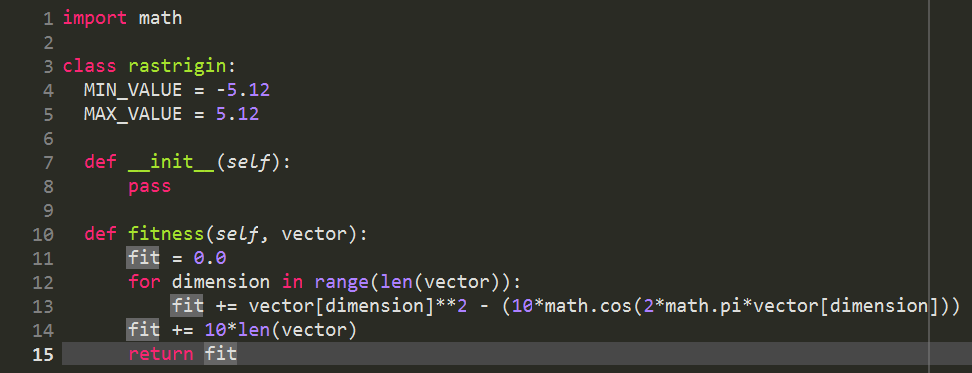 1 import math
2
3 class rastrigin:
4   MIN_VALUE = -5.12
5   MAX_VALUE = 5.12
6
7   def __init__(self):
8       pass
9
10   def fitness(self, vector):
11       fit = 0.0
12       for dimension in range(len(vector)):
13           fit += vector[dimension]**2 - (10*math.cos(2*math.pi*vector[dimension]))
14       fit += 10*len(vector)
15       return fit